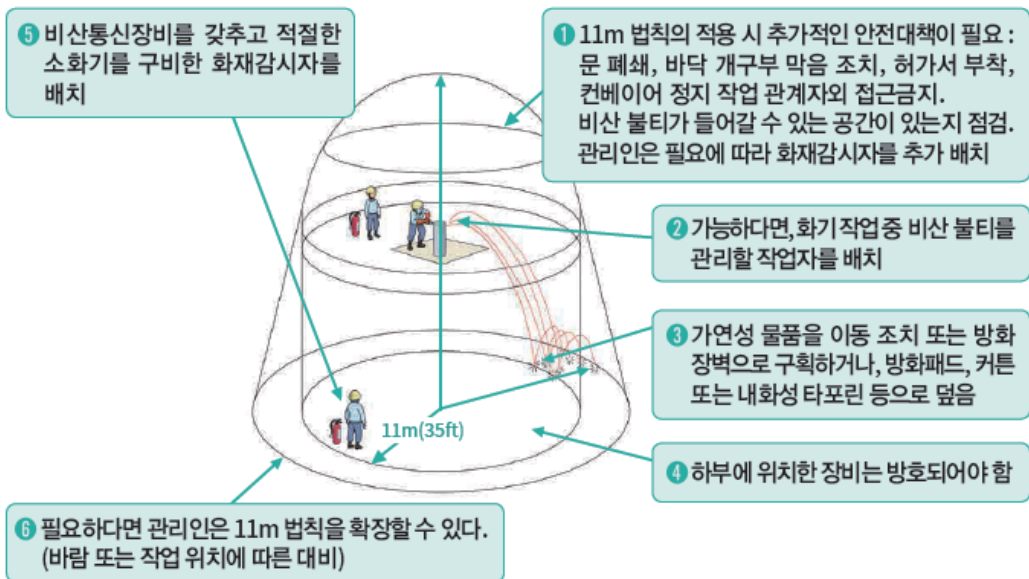 ❶ 11m 법칙의 적용 시 추가적인 안전대책이 필요 :
문 폐쇄, 바닥 개구부 막음 조치, 허가서 부착,
컨베이어 정지 작업 관계자외 접근금지.
비산 불티가 들어갈 수 있는 공간이 있는지 점검.
관리인은 필요에 따라 화재감시자를 추가 배치
❷ 가능하다면, 화기 작업 중 비산 불티를
관리할 작업자를 배치
❸ 가연성 물품을 이동 조치 또는 방화
장벽으로 구획하거나, 방화패드, 커튼
또는 내화성 타포린 등으로 덮음
❹ 하부에 위치한 장비는 방호되어야 함
❺ 비산통신장비를 갖추고 적절한
소화기를 구비한 화재감시자를
배치
❻ 필요하다면 관리인은 11m 법칙을 확장할 수 있다.
(바람 또는 작업 위치에 따른 대비)
11m(35ft)